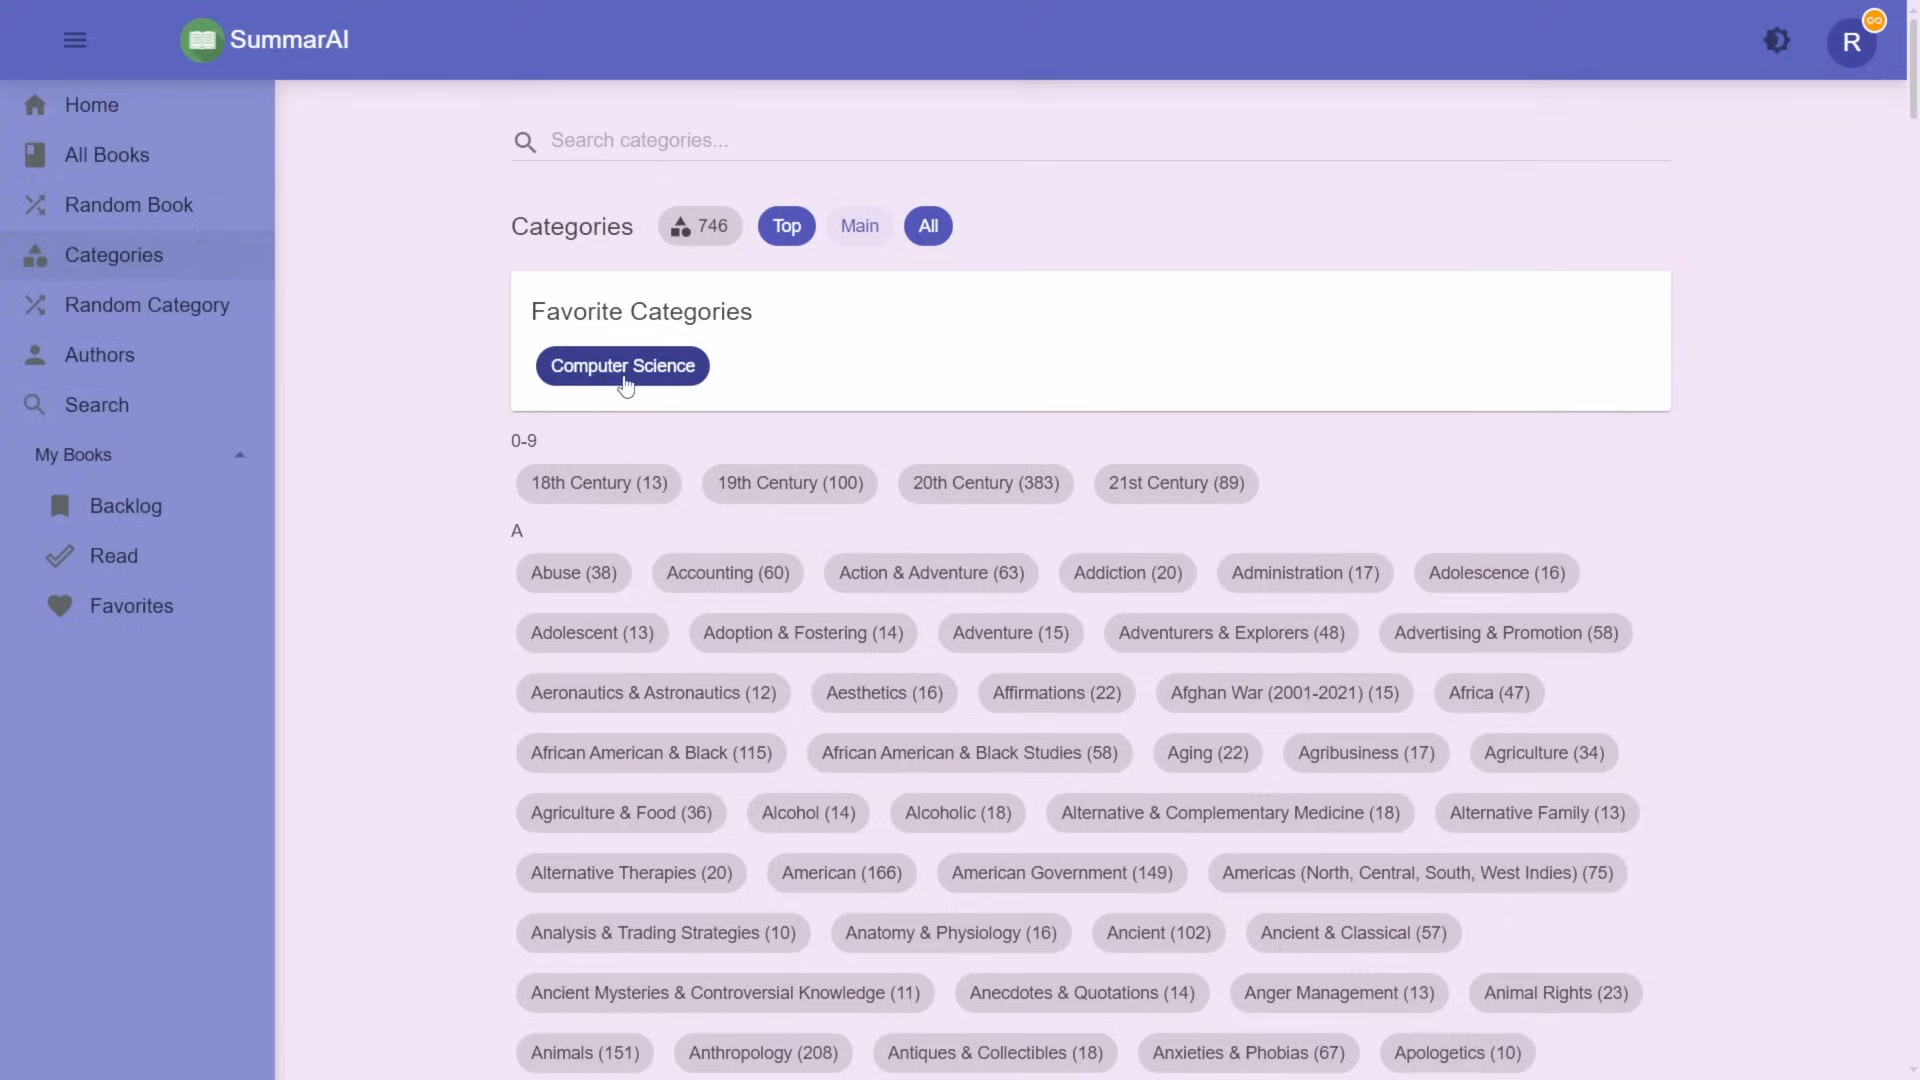 SummarAI
R
Home
All Books
Random Book
Categories
Random Category
Authors
Search
My Books
Backlog
Read
Favorites
Search categories...
Categories 746 Top Main All
Favorite Categories
Computer Science
0-9
18th Century (13) 19th Century (100) 20th Century (383) 21st Century (89)
A
Abuse (38) Accounting (60) Action & Adventure (63) Addiction (20) Administration (17) Adolescence (16)
Adolescent (13) Adoption & Fostering (14) Adventure (15) Adventurers & Explorers (48) Advertising & Promotion (58)
Aeronautics & Astronautics (12) Aesthetics (16) Affirmations (22) Afghan War (2001-2021) (15) Africa (47)
African American & Black (115) African American & Black Studies (58) Aging (22) Agribusiness (17) Agriculture (34)
Agriculture & Food (36) Alcohol (14) Alcoholic (18) Alternative & Complementary Medicine (18) Alternative Family (13)
Alternative Therapies (20) American (166) American Government (149) Americas (North, Central, South, West Indies) (75)
Analysis & Trading Strategies (10) Anatomy & Physiology (16) Ancient (102) Ancient & Classical (57)
Ancient Mysteries & Controversial Knowledge (11) Anecdotes & Quotations (14) Anger Management (13) Animal Rights (23)
Animals (151) Anthropology (208) Antiques & Collectibles (18) Anxieties & Phobias (67) Apologetics (10)